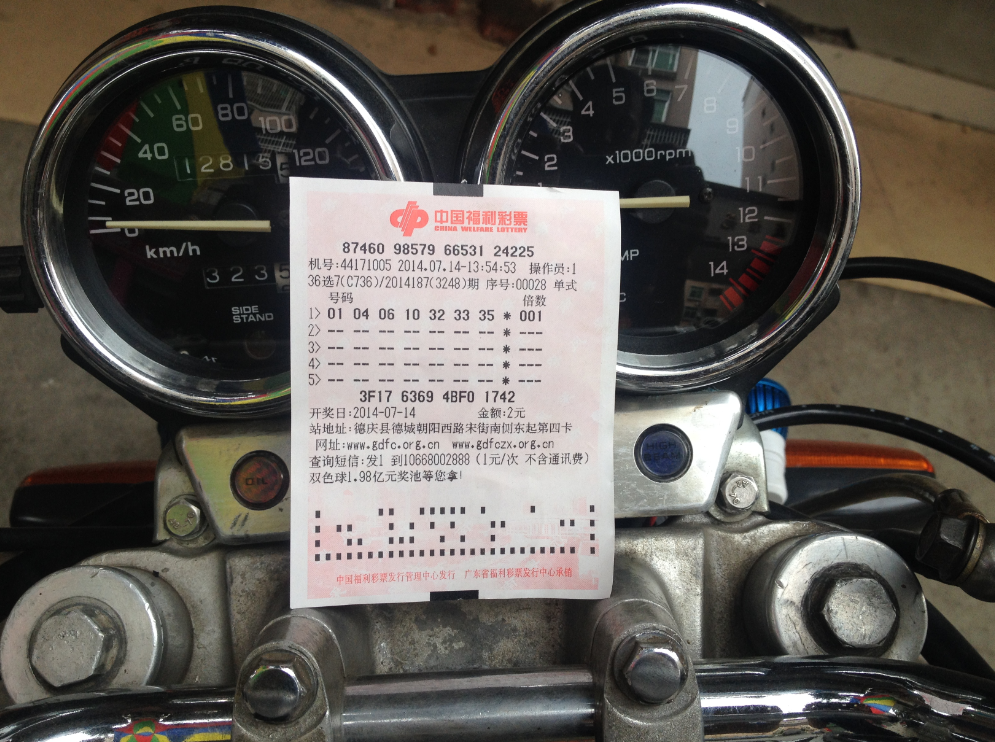 60 80 100
40 120
20
0
km/h
12815
323
SIDE
STAND
1 2 3 4 5 6 7 8 9 10 11 12 13 14
x1000rpm
中国福利彩票
CHINA WELFARE LOTTERY
87460 98579 66531 24225
机号:44171005 2014.07.14-13:54:53 操作员:1
36选7(C736)/2014187(3248)期 序号:00028 单式
号码 倍数
1> 01 04 06 10 32 33 35 * 001
2> -- -- -- -- -- -- -- * ---
3> -- -- -- -- -- -- -- * ---
4> -- -- -- -- -- -- -- * ---
5> -- -- -- -- -- -- -- * ---
3F17 6369 4BF0 1742
开奖日:2014-07-14 金额:2元
站地址:德庆县德城朝阳西路宋街南侧东起第四卡
网址:www.gdfc.org.cn www.gdfczx.org.cn
查询短信:发1 到10668002888 (1元/次 不含通讯费)
双色球1.98亿元奖池等您拿!
中国福利彩票发行管理中心发行 广东省福利彩票发行中心承销
OIL
HIGH
BEAM